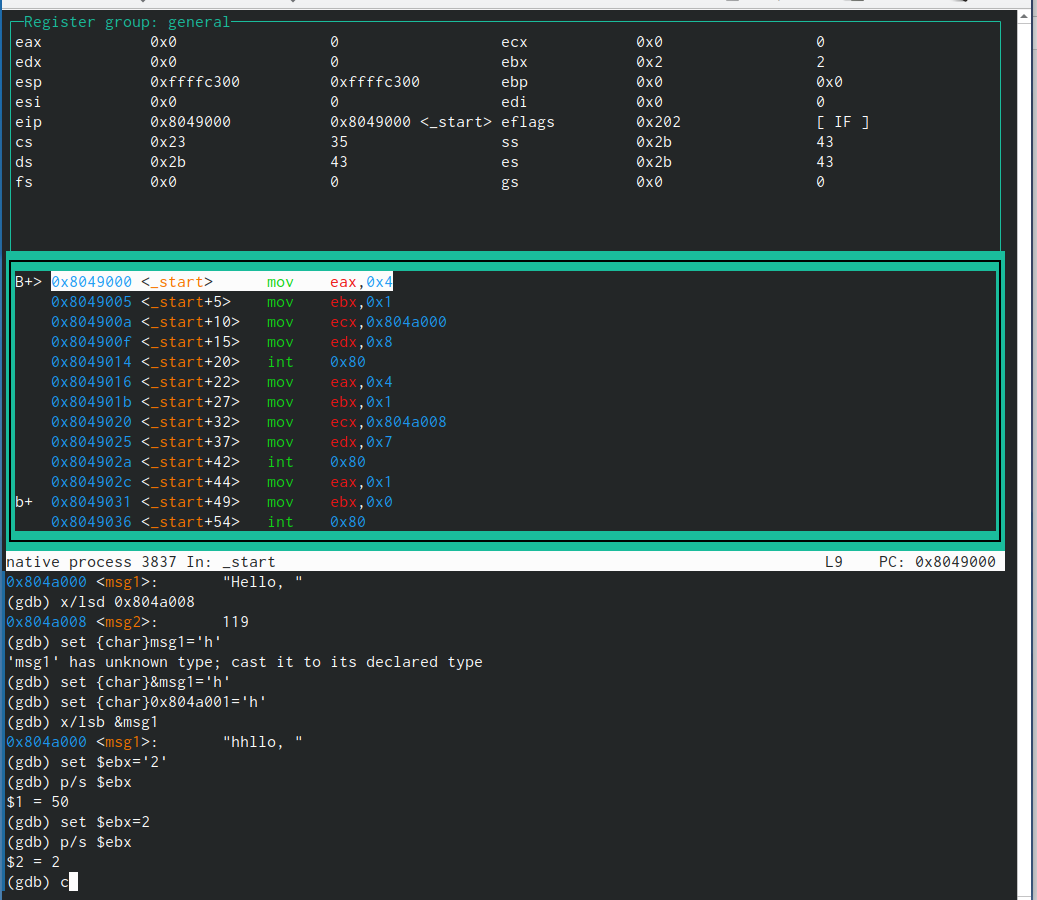 Register group: general
eax 0x0 0 ecx 0x0 0
edx 0x0 0 ebx 0x2 2
esp 0xffffc300 0xffffc300 ebp 0x0 0x0
esi 0x0 0 edi 0x0 0
eip 0x8049000 0x8049000 <_start> eflags 0x202 [ IF ]
cs 0x23 35 ss 0x2b 43
ds 0x2b 43 es 0x2b 43
fs 0x0 0 gs 0x0 0
B+> 0x8049000 <_start> mov eax,0x4
0x8049005 <_start+5> mov ebx,0x1
0x804900a <_start+10> mov ecx,0x804a000
0x804900f <_start+15> mov edx,0x8
0x8049014 <_start+20> int 0x80
0x8049016 <_start+22> mov eax,0x4
0x804901b <_start+27> mov ebx,0x1
0x8049020 <_start+32> mov ecx,0x804a008
0x8049025 <_start+37> mov edx,0x7
0x804902a <_start+42> int 0x80
0x804902c <_start+44> mov eax,0x1
b+ 0x8049031 <_start+49> mov ebx,0x0
0x8049036 <_start+54> int 0x80
native process 3837 In: _start L9 PC: 0x8049000
0x804a000 <msg1>: "Hello, "
(gdb) x/lsd 0x804a008
0x804a008 <msg2>: 119
(gdb) set {char}msg1='h'
'msg1' has unknown type; cast it to its declared type
(gdb) set {char}&msg1='h'
(gdb) set {char}0x804a001='h'
(gdb) x/lsb &msg1
0x804a000 <msg1>: "hhllo, "
(gdb) set $ebx='2'
(gdb) p/s $ebx
$1 = 50
(gdb) set $ebx=2
(gdb) p/s $ebx
$2 = 2
(gdb) c